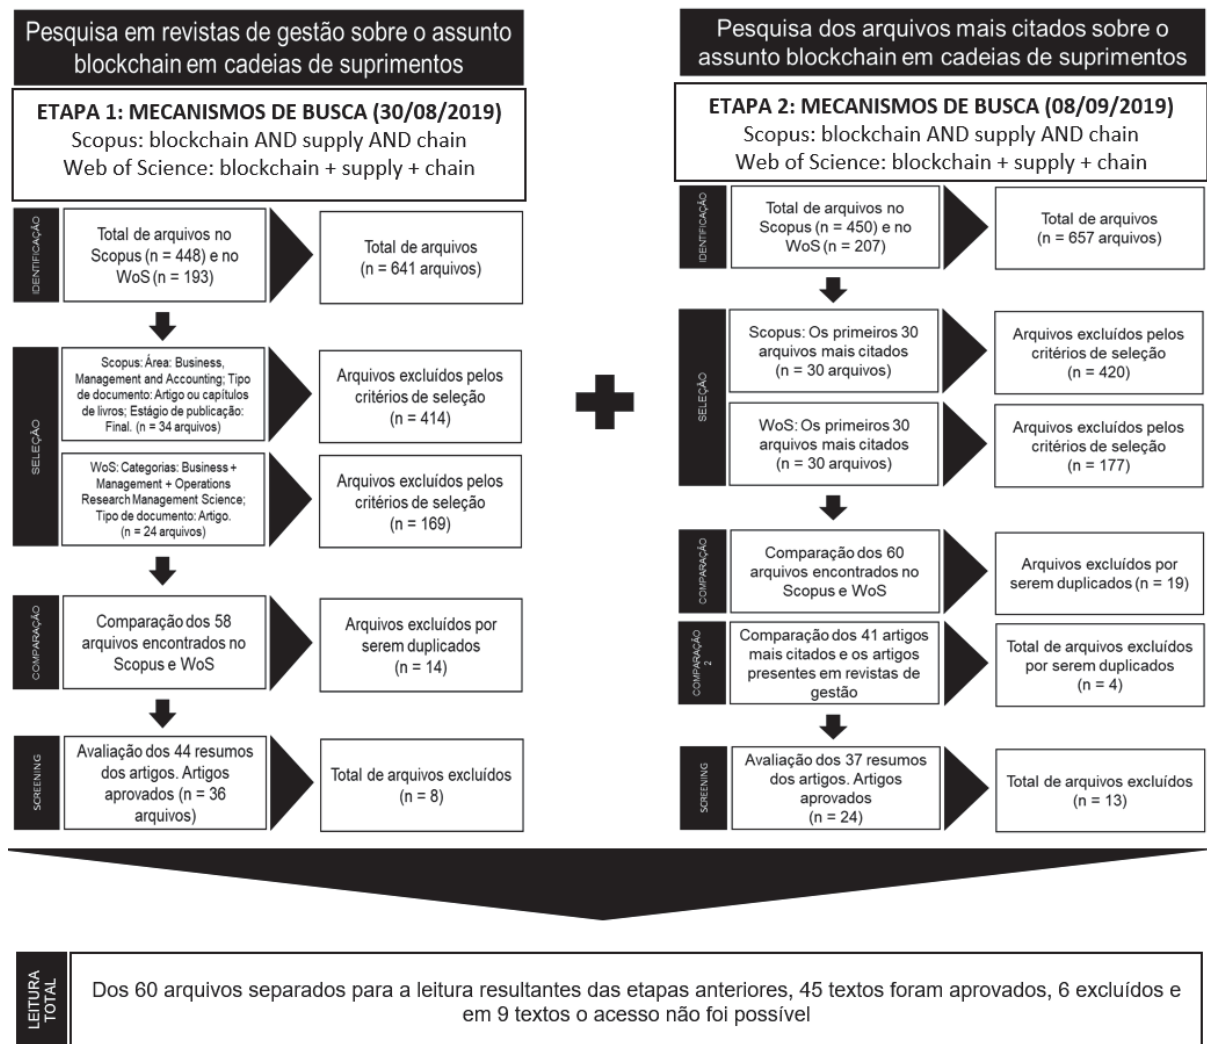 Pesquisa em revistas de gestão sobre o assunto
blockchain em cadeias de suprimentos
ETAPA 1: MECANISMOS DE BUSCA (30/08/2019)
Scopus: blockchain AND supply AND chain
Web of Science: blockchain + supply + chain
IDENTIFICAÇÃO
Total de arquivos no
Scopus (n = 448) e no
WoS (n = 193)
Total de arquivos
(n = 641 arquivos)
SELEÇÃO
Scopus: Área: Business,
Management and Accounting; Tipo
de documento: Artigo ou capítulos
de livros; Estágio de publicação:
Final. (n = 34 arquivos)
Arquivos excluídos pelos
critérios de seleção
(n = 414)
WoS: Categorias: Business +
Management + Operations
Research Management Science;
Tipo de documento: Artigo.
(n = 24 arquivos)
Arquivos excluídos pelos
critérios de seleção
(n = 169)
COMPARAÇÃO
Comparação dos 58
arquivos encontrados no
Scopus e WoS
Arquivos excluídos por
serem duplicados
(n = 14)
SCREENING
Avaliação dos 44 resumos
dos artigos. Artigos
aprovados (n = 36
arquivos)
Total de arquivos excluídos
(n = 8)
Pesquisa dos arquivos mais citados sobre o
assunto blockchain em cadeias de suprimentos
ETAPA 2: MECANISMOS DE BUSCA (08/09/2019)
Scopus: blockchain AND supply AND chain
Web of Science: blockchain + supply + chain
IDENTIFICAÇÃO
Total de arquivos no
Scopus (n = 450) e no
WoS (n = 207)
Total de arquivos
(n = 657 arquivos)
SELEÇÃO
Scopus: Os primeiros 30
arquivos mais citados
(n = 30 arquivos)
Arquivos excluídos pelos
critérios de seleção
(n = 420)
WoS: Os primeiros 30
arquivos mais citados
(n = 30 arquivos)
Arquivos excluídos pelos
critérios de seleção
(n = 177)
COMPARAÇÃO
Comparação dos 60
arquivos encontrados no
Scopus e WoS
Arquivos excluídos por
serem duplicados (n = 19)
COMPARAÇÃO
2
Comparação dos 41 artigos
mais citados e os artigos
presentes em revistas de
gestão
Total de arquivos excluídos
por serem duplicados
(n = 4)
SCREENING
Avaliação dos 37 resumos
dos artigos. Artigos
aprovados
(n = 24)
Total de arquivos excluídos
(n = 13)
LEITURA
TOTAL
Dos 60 arquivos separados para a leitura resultantes das etapas anteriores, 45 textos foram aprovados, 6 excluídos e
em 9 textos o acesso não foi possível